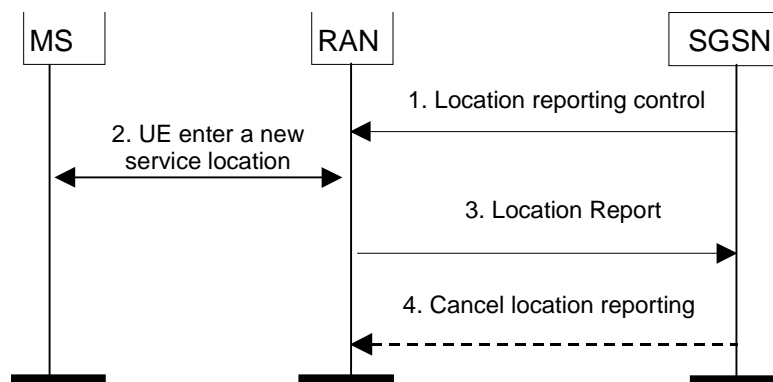 MS
RAN
SGSN
1. Location reporting control
2. UE enter a new
service location
3. Location Report
4. Cancel location reporting